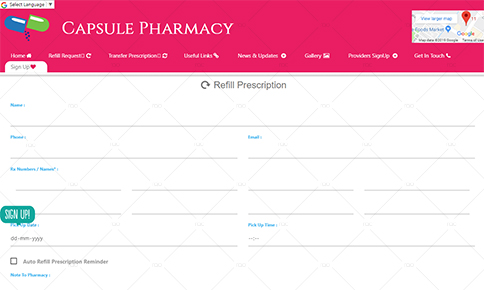 Select Language
CAPSULE PHARMACY
View larger map
Foods Market
Google
Map data ©2019 Google Terms of Use
Home
Refill Request
Transfer Prescription
Useful Links
News & Updates
Gallery
Providers SignUp
Get In Touch
Sign Up
Refill Prescription
Name :
Phone :
Email :
Rx Numbers / Names* :
SIGN UP!
Pick Up Date :
Pick Up Time :
dd-mm-yyyy
--:--
Auto Refill Prescription Reminder
Note To Pharmacy :